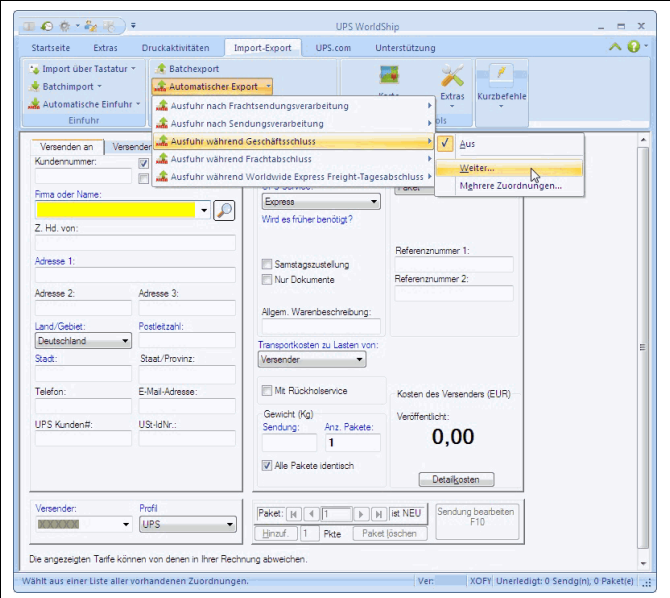 UPS WorldShip
Startseite Extras Druckaktivitäten Import-Export UPS.com Unterstützung
Import über Tastatur
Batchimport
Automatische Einfuhr
Einfuhr
Batchexport
Automatischer Export
Extras
Kurzbefehle
Ausfuhr nach Frachtsendungsverarbeitung
Ausfuhr nach Sendungsverarbeitung
Ausfuhr während Geschäftsschluss
Ausfuhr während Frachtabschluss
Ausfuhr während Worldwide Express Freight-Tagesabschluss
Aus
Weiter...
Mehrere Zuordnungen...
Versenden an
Kundennummer:
Firma oder Name:
Z. Hd. von:
Adresse 1:
Adresse 2: Adresse 3:
Land/Gebiet: Postleitzahl:
Deutschland
Stadt: Staat/Provinz:
Telefon: E-Mail-Adresse:
UPS Kunden#: USt-IdNr.:
Versender: Profil
UPS
Express
Wird es früher benötigt?
Samstagszustellung
Nur Dokumente
Allgem. Warenbeschreibung:
Transportkosten zu Lasten von:
Versender
Mit Rückholservice
Gewicht (Kg)
Sendung: Anz. Pakete:
1
Alle Pakete identisch
Referenznummer 1:
Referenznummer 2:
Kosten des Versenders (EUR)
Veröffentlicht:
0,00
Detailkosten
Paket: 1 ist NEU
Hinzuf. 1 Pkte Paket löschen
Sendung bearbeiten
F10
Die angezeigten Tarife können von denen in Ihrer Rechnung abweichen.
Wählt aus einer Liste aller vorhandenen Zuordnungen. Ver: XOFY Unerledigt: 0 Sendg(n), 0 Paket(e)